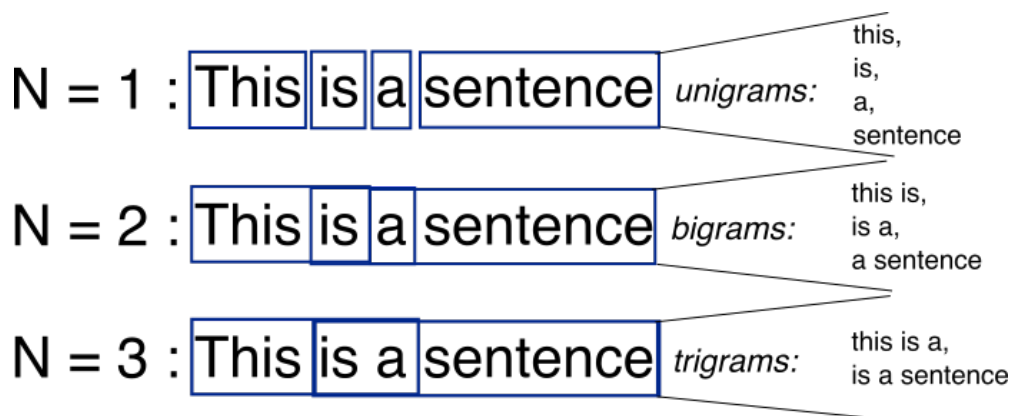 N = 1 : This is a sentence unigrams: this,
is,
a,
sentence
N = 2 : This is a sentence bigrams: this is,
is a,
a sentence
N = 3 : This is a sentence trigrams: this is a,
is a sentence